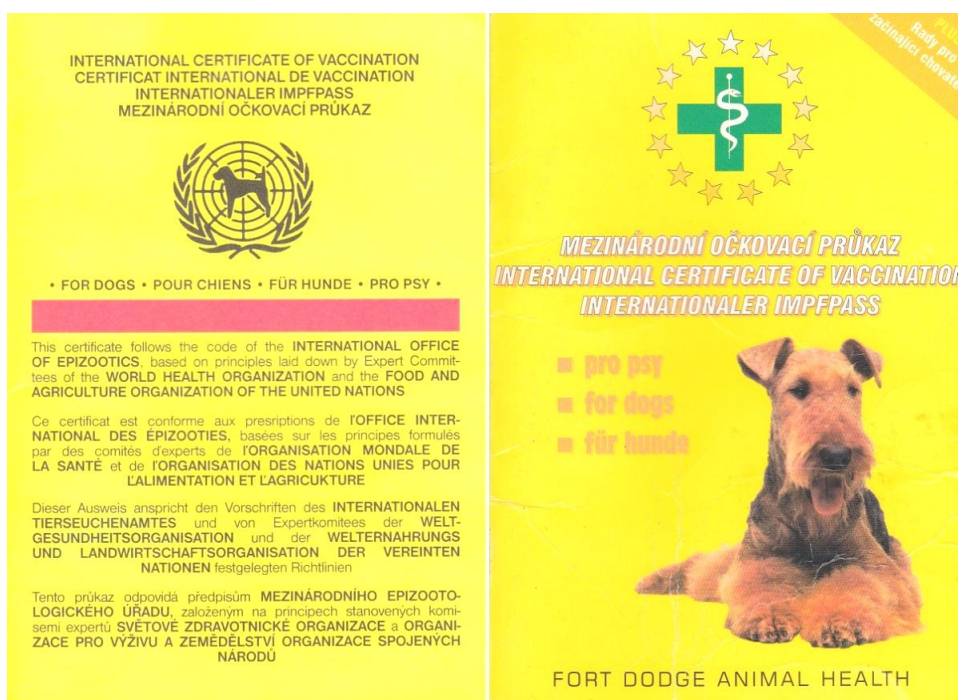 INTERNATIONAL CERTIFICATE OF VACCINATION
CERTIFICAT INTERNATIONAL DE VACCINATION
INTERNATIONALER IMPFPASS
MEZINÁRODNÍ OČKOVACÍ PRŮKAZ
• FOR DOGS • POUR CHIENS • FÜR HUNDE • PRO PSY •
This certificate follows the code of the INTERNATIONAL OFFICE
OF EPIZOOTICS, based on principles laid down by Expert Commit-
tees of the WORLD HEALTH ORGANIZATION and the FOOD AND
AGRICULTURE ORGANIZATION OF THE UNITED NATIONS
Ce certificat est conforme aux presriptions de l'OFFICE INTER-
NATIONAL DES ÉPIZOOTIES, basées sur les principes formulés
par des comités d'experts de l'ORGANISATION MONDALE DE
LA SANTÉ et de l'ORGANISATION DES NATIONS UNIES POUR
L'ALIMENTATION ET L'AGRICUKTURE
Dieser Ausweis anspricht den Vorschriften des INTERNATIONALEN
TIERSEUCHENAMTES und von Expertkomitees der WELT-
GESUNDHEITSORGANISATION und der WELTERNAHRUNGS
UND LANDWIRTSCHAFTSORGANISATION DER VEREINTEN
NATIONEN festgelegten Richtlinien
Tento průkaz odpovídá předpisům MEZINÁRODNÍHO EPIZOOTO-
LOGICKÉHO ÚŘADU, založeným na principech stanovených komi-
semi expertů SVĚTOVÉ ZDRAVOTNICKÉ ORGANIZACE a ORGANI-
ZACE PRO VÝŽIVU A ZEMĚDĚLSTVÍ ORGANIZACE SPOJENÝCH
NÁRODŮ
PLUS
Rady pro
začínající chovate
MEZINÁRODNÍ OČKOVACÍ PRŮKAZ
INTERNATIONAL CERTIFICATE OF VACCINATION
INTERNATIONALER IMPFPASS
■ pro psy
■ for dogs
■ für hunde
FORT DODGE ANIMAL HEALTH